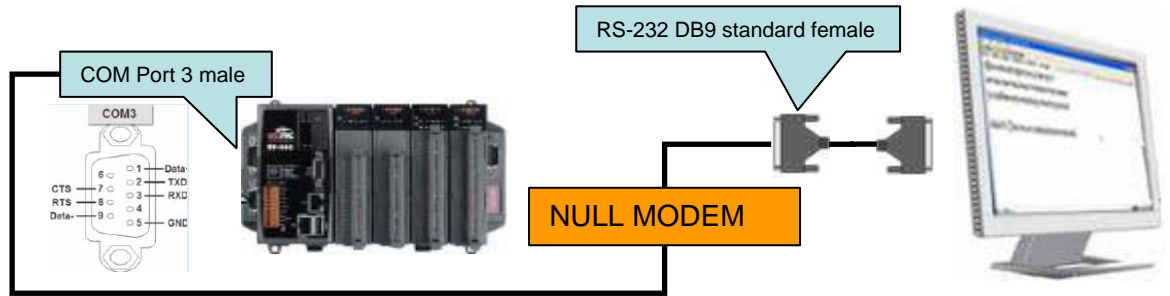 RS-232 DB9 standard female
COM Port 3 male
COM3
6
1
Data-
CTS
7
2
TXD
RTS
8
3
RXD
Data-
9
4
5
GND
NULL MODEM